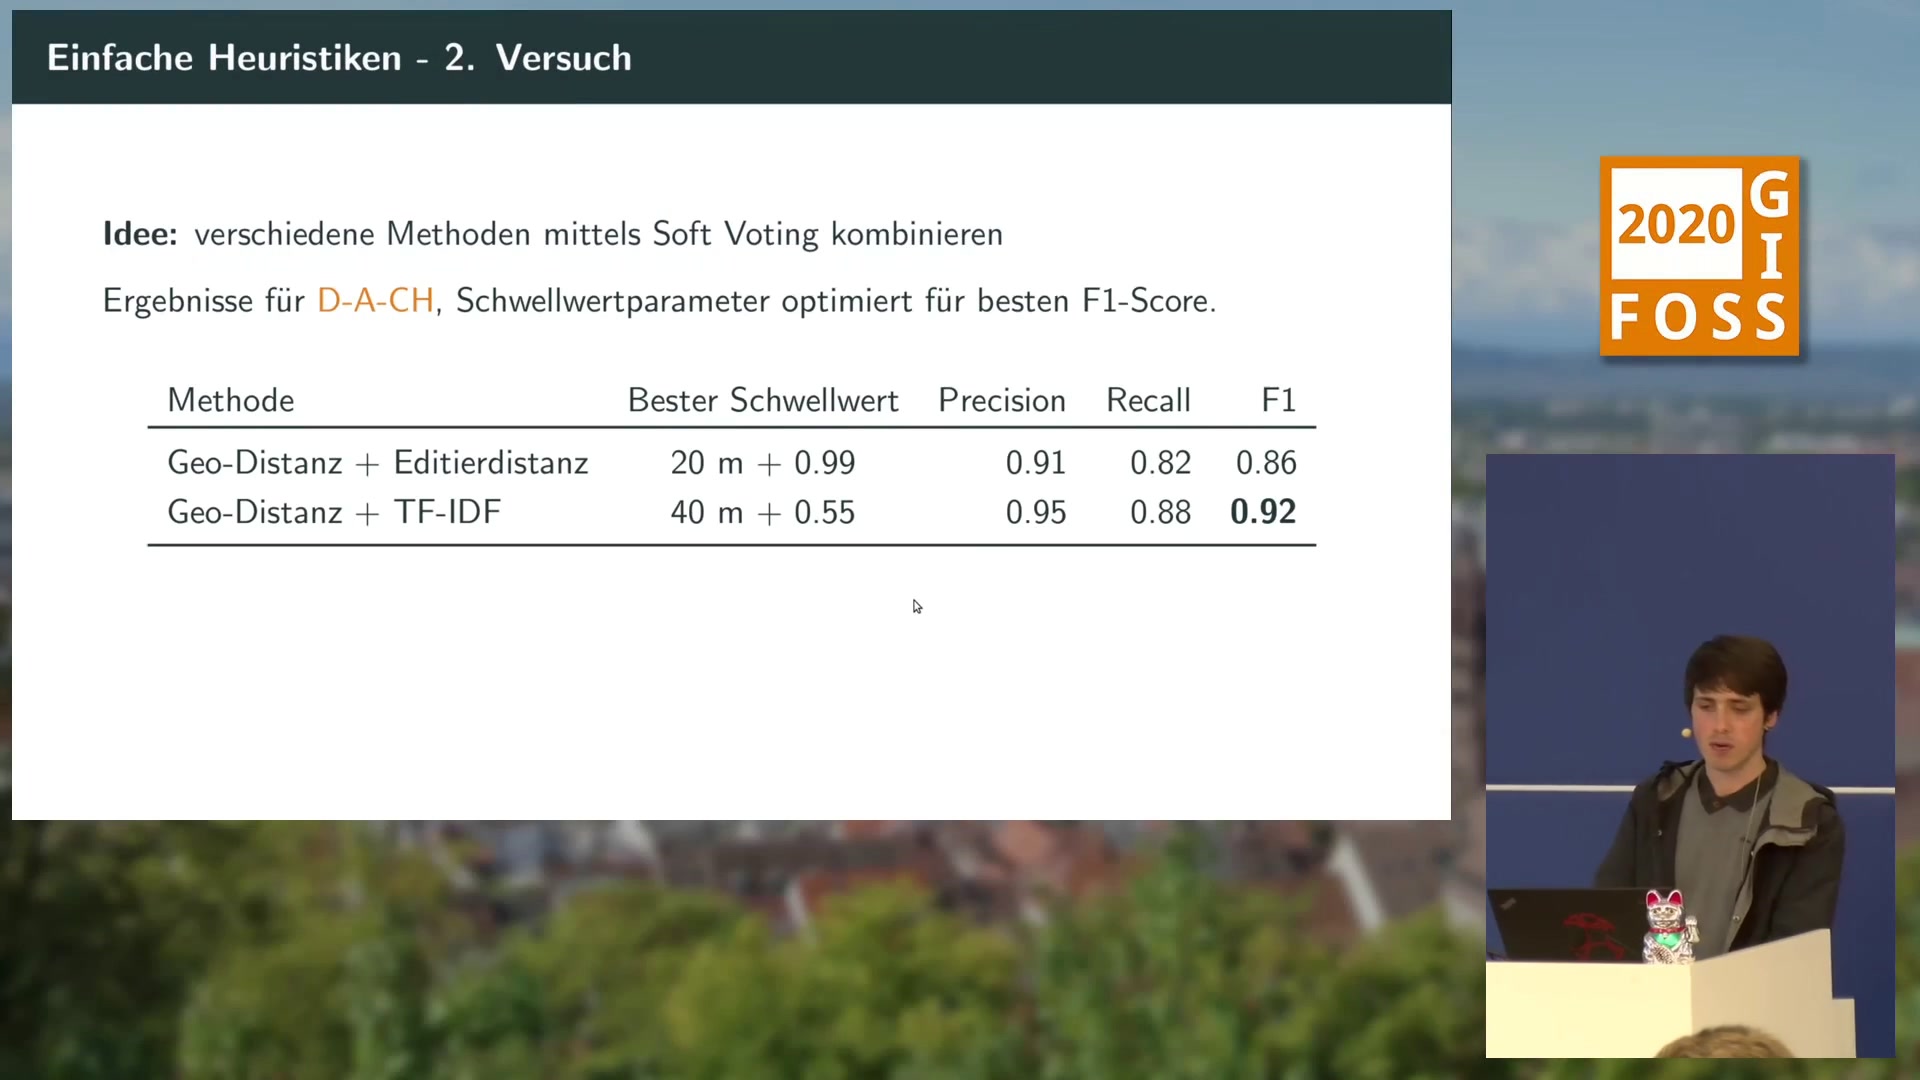 Einfache Heuristiken - 2. Versuch
Idee: verschiedene Methoden mittels Soft Voting kombinieren
Ergebnisse für D-A-CH, Schwellwertparameter optimiert für besten F1-Score.
Methode Bester Schwellwert Precision Recall F1
Geo-Distanz + Editierdistanz 20 m + 0.99 0.91 0.82 0.86
Geo-Distanz + TF-IDF 40 m + 0.55 0.95 0.88 0.92
2020
GIS
FOSS